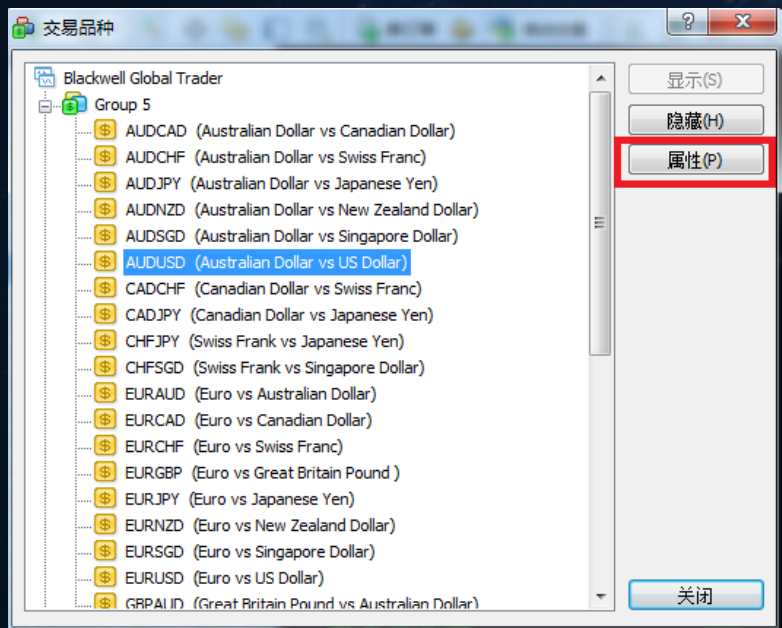 交易品种
Blackwell Global Trader
Group 5
AUDCAD (Australian Dollar vs Canadian Dollar)
AUDCHF (Australian Dollar vs Swiss Franc)
AUDJPY (Australian Dollar vs Japanese Yen)
AUDNZD (Australian Dollar vs New Zealand Dollar)
AUDSGD (Australian Dollar vs Singapore Dollar)
AUDUSD (Australian Dollar vs US Dollar)
CADCHF (Canadian Dollar vs Swiss Franc)
CADJPY (Canadian Dollar vs Japanese Yen)
CHFJPY (Swiss Frank vs Japanese Yen)
CHFSGD (Swiss Frank vs Singapore Dollar)
EURAUD (Euro vs Australian Dollar)
EURCAD (Euro vs Canadian Dollar)
EURCHF (Euro vs Swiss Franc)
EURGBP (Euro vs Great Britain Pound )
EURJPY (Euro vs Japanese Yen)
EURNZD (Euro vs New Zealand Dollar)
EURSGD (Euro vs Singapore Dollar)
EURUSD (Euro vs US Dollar)
GBPAUD (Great Britain Pound vs Australian Dollar)
显示(S)
隐藏(H)
属性(P)
关闭